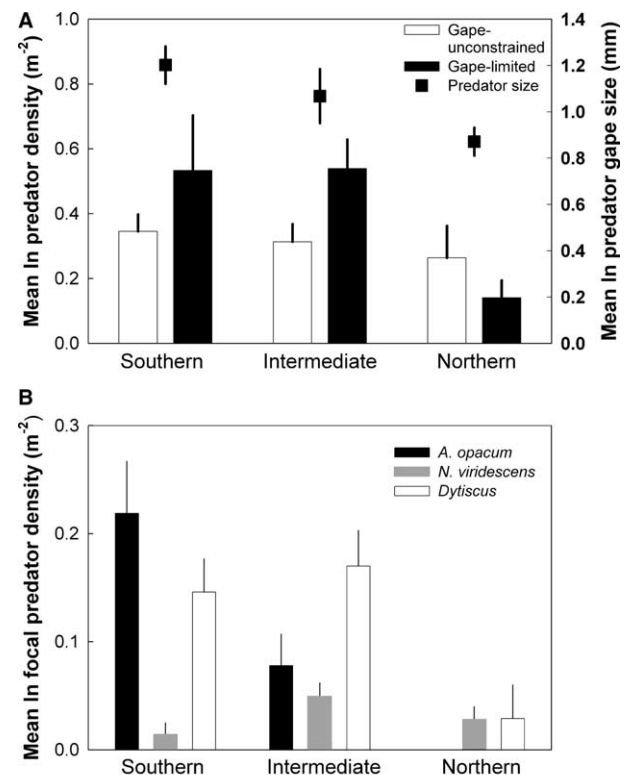 A
Mean ln predator density (m-2)
1.0
0.8
0.6
0.4
0.2
0.0
Gape-
unconstrained
Gape-limited
Predator size
1.4
1.2
1.0
0.8
0.6
0.4
0.2
0.0
Mean ln predator gape size (mm)
Southern Intermediate Northern
B
Mean ln focal predator density (m-2)
0.3
0.2
0.1
0.0
A. opacum
N. viridescens
Dytiscus
Southern Intermediate Northern